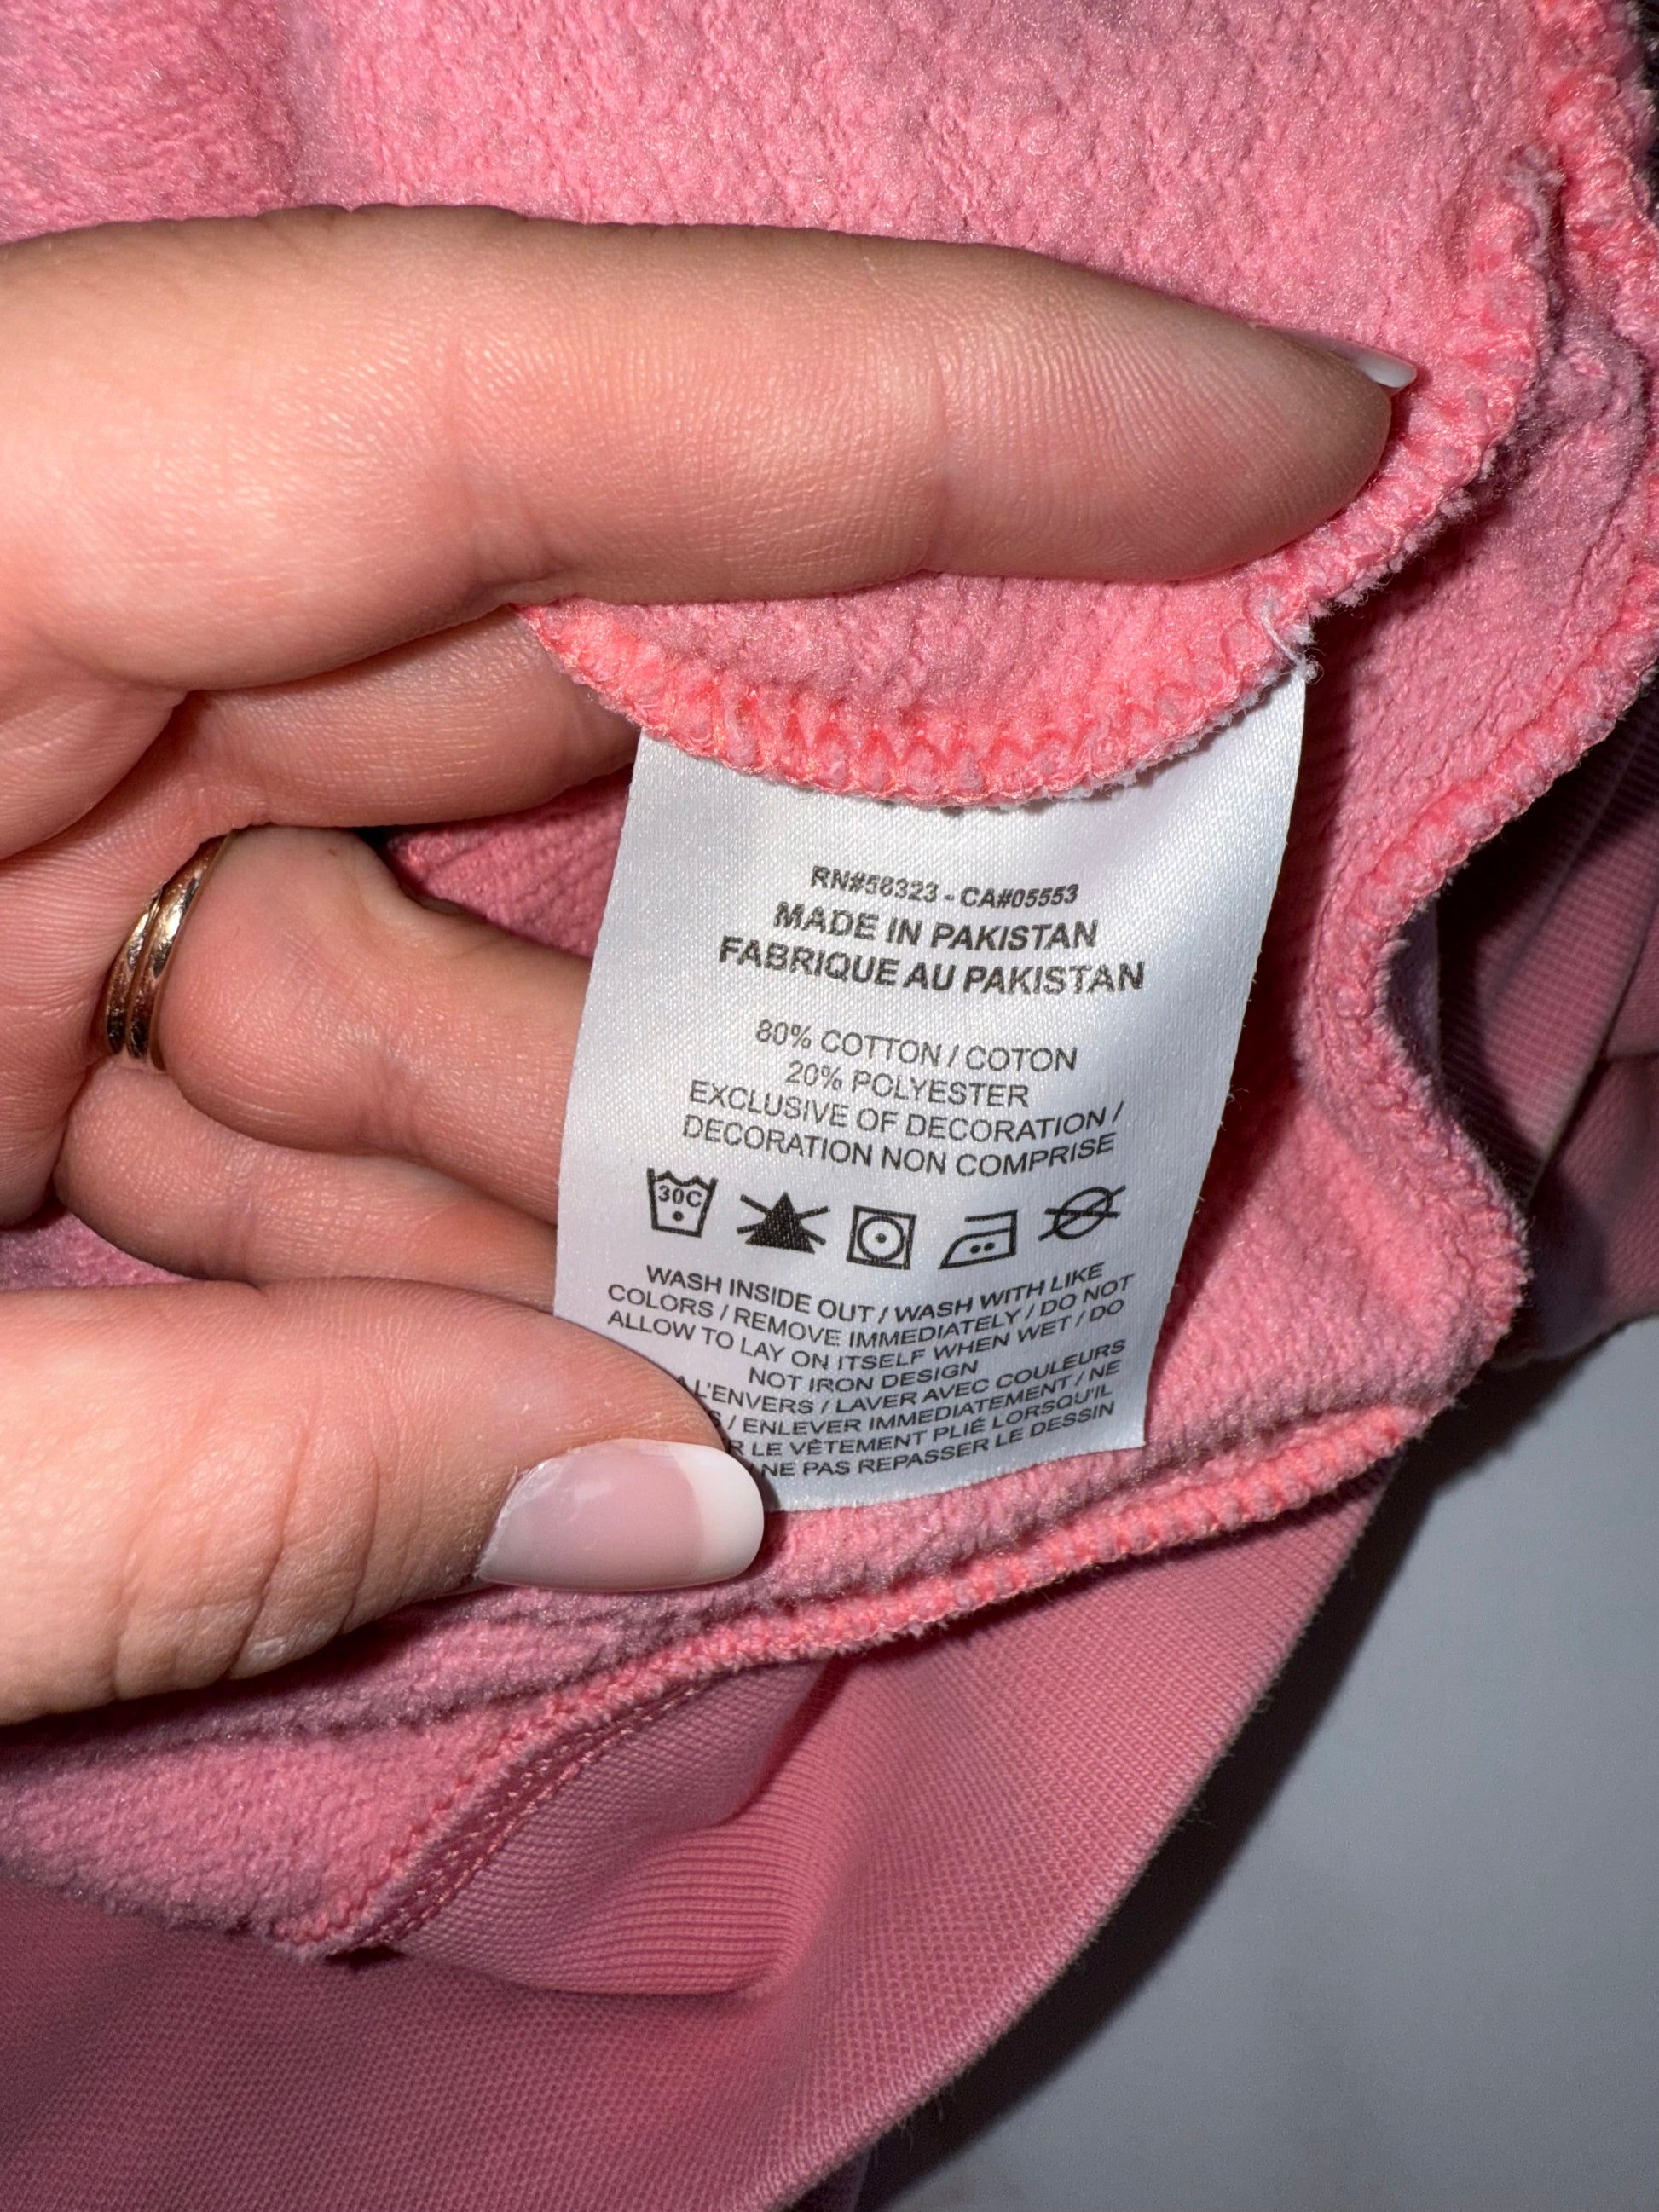 RN#56323 - CA#05553
MADE IN PAKISTAN
FABRIQUE AU PAKISTAN
80% COTTON / COTON
20% POLYESTER
EXCLUSIVE OF DECORATION /
DECORATION NON COMPRISE
30C
WASH INSIDE OUT / WASH WITH LIKE
COLORS / REMOVE IMMEDIATELY / DO NOT
ALLOW TO LAY ON ITSELF WHEN WET / DO
NOT IRON DESIGN
L'ENVERS / LAVER AVEC COULEURS
/ ENLEVER IMMEDIATEMENT / NE
LE VÊTEMENT PLIÉ LORSQU'IL
NE PAS REPASSER LE DESSIN